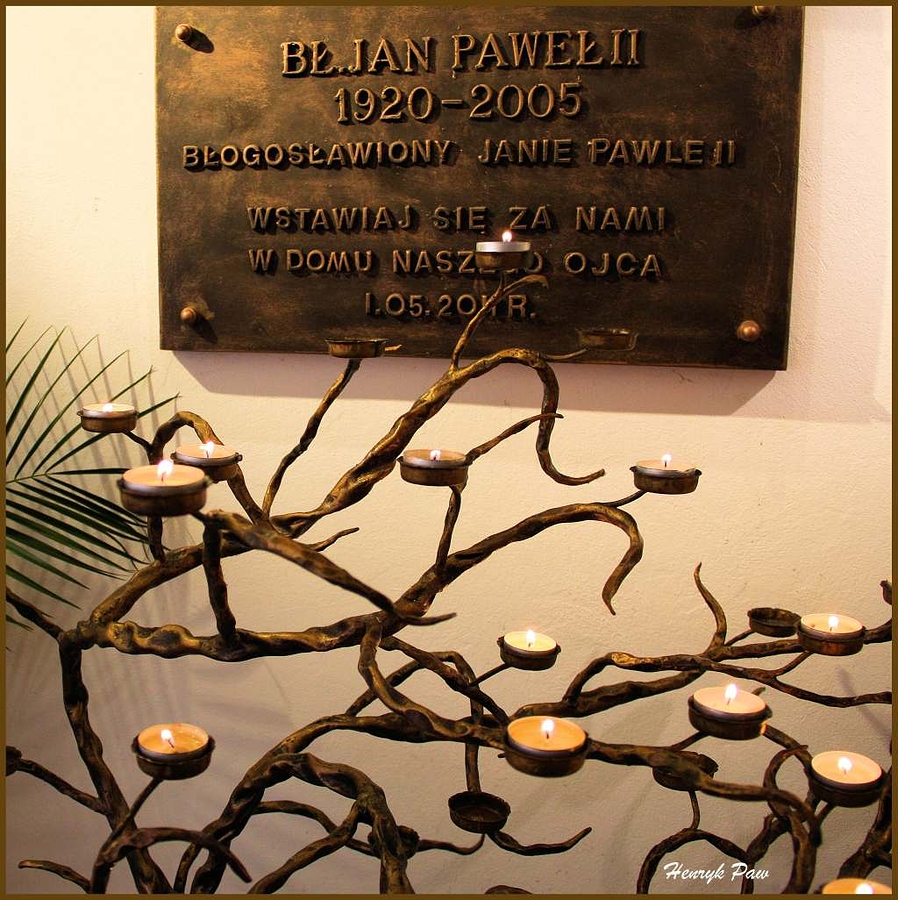 BŁ.JAN PAWEŁ II
1920-2005
BŁOGOSŁAWIONY JANIE PAWLE II
WSTAWIAJ SIĘ ZA NAMI
W DOMU NASZEGO OJCA
1.05.2011 R.
Henryk Paw